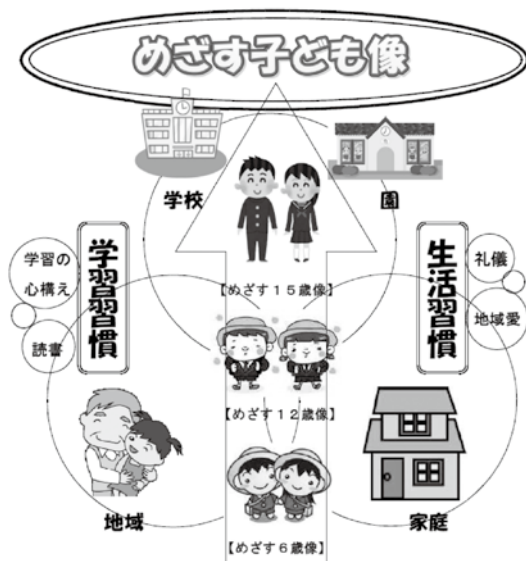 めざす子ども像
学校
園
学習習慣
学習の
心構え
読書
生活習慣
礼儀
地域愛
【めざす15歳像】
【めざす12歳像】
地域
家庭
【めざす6歳像】